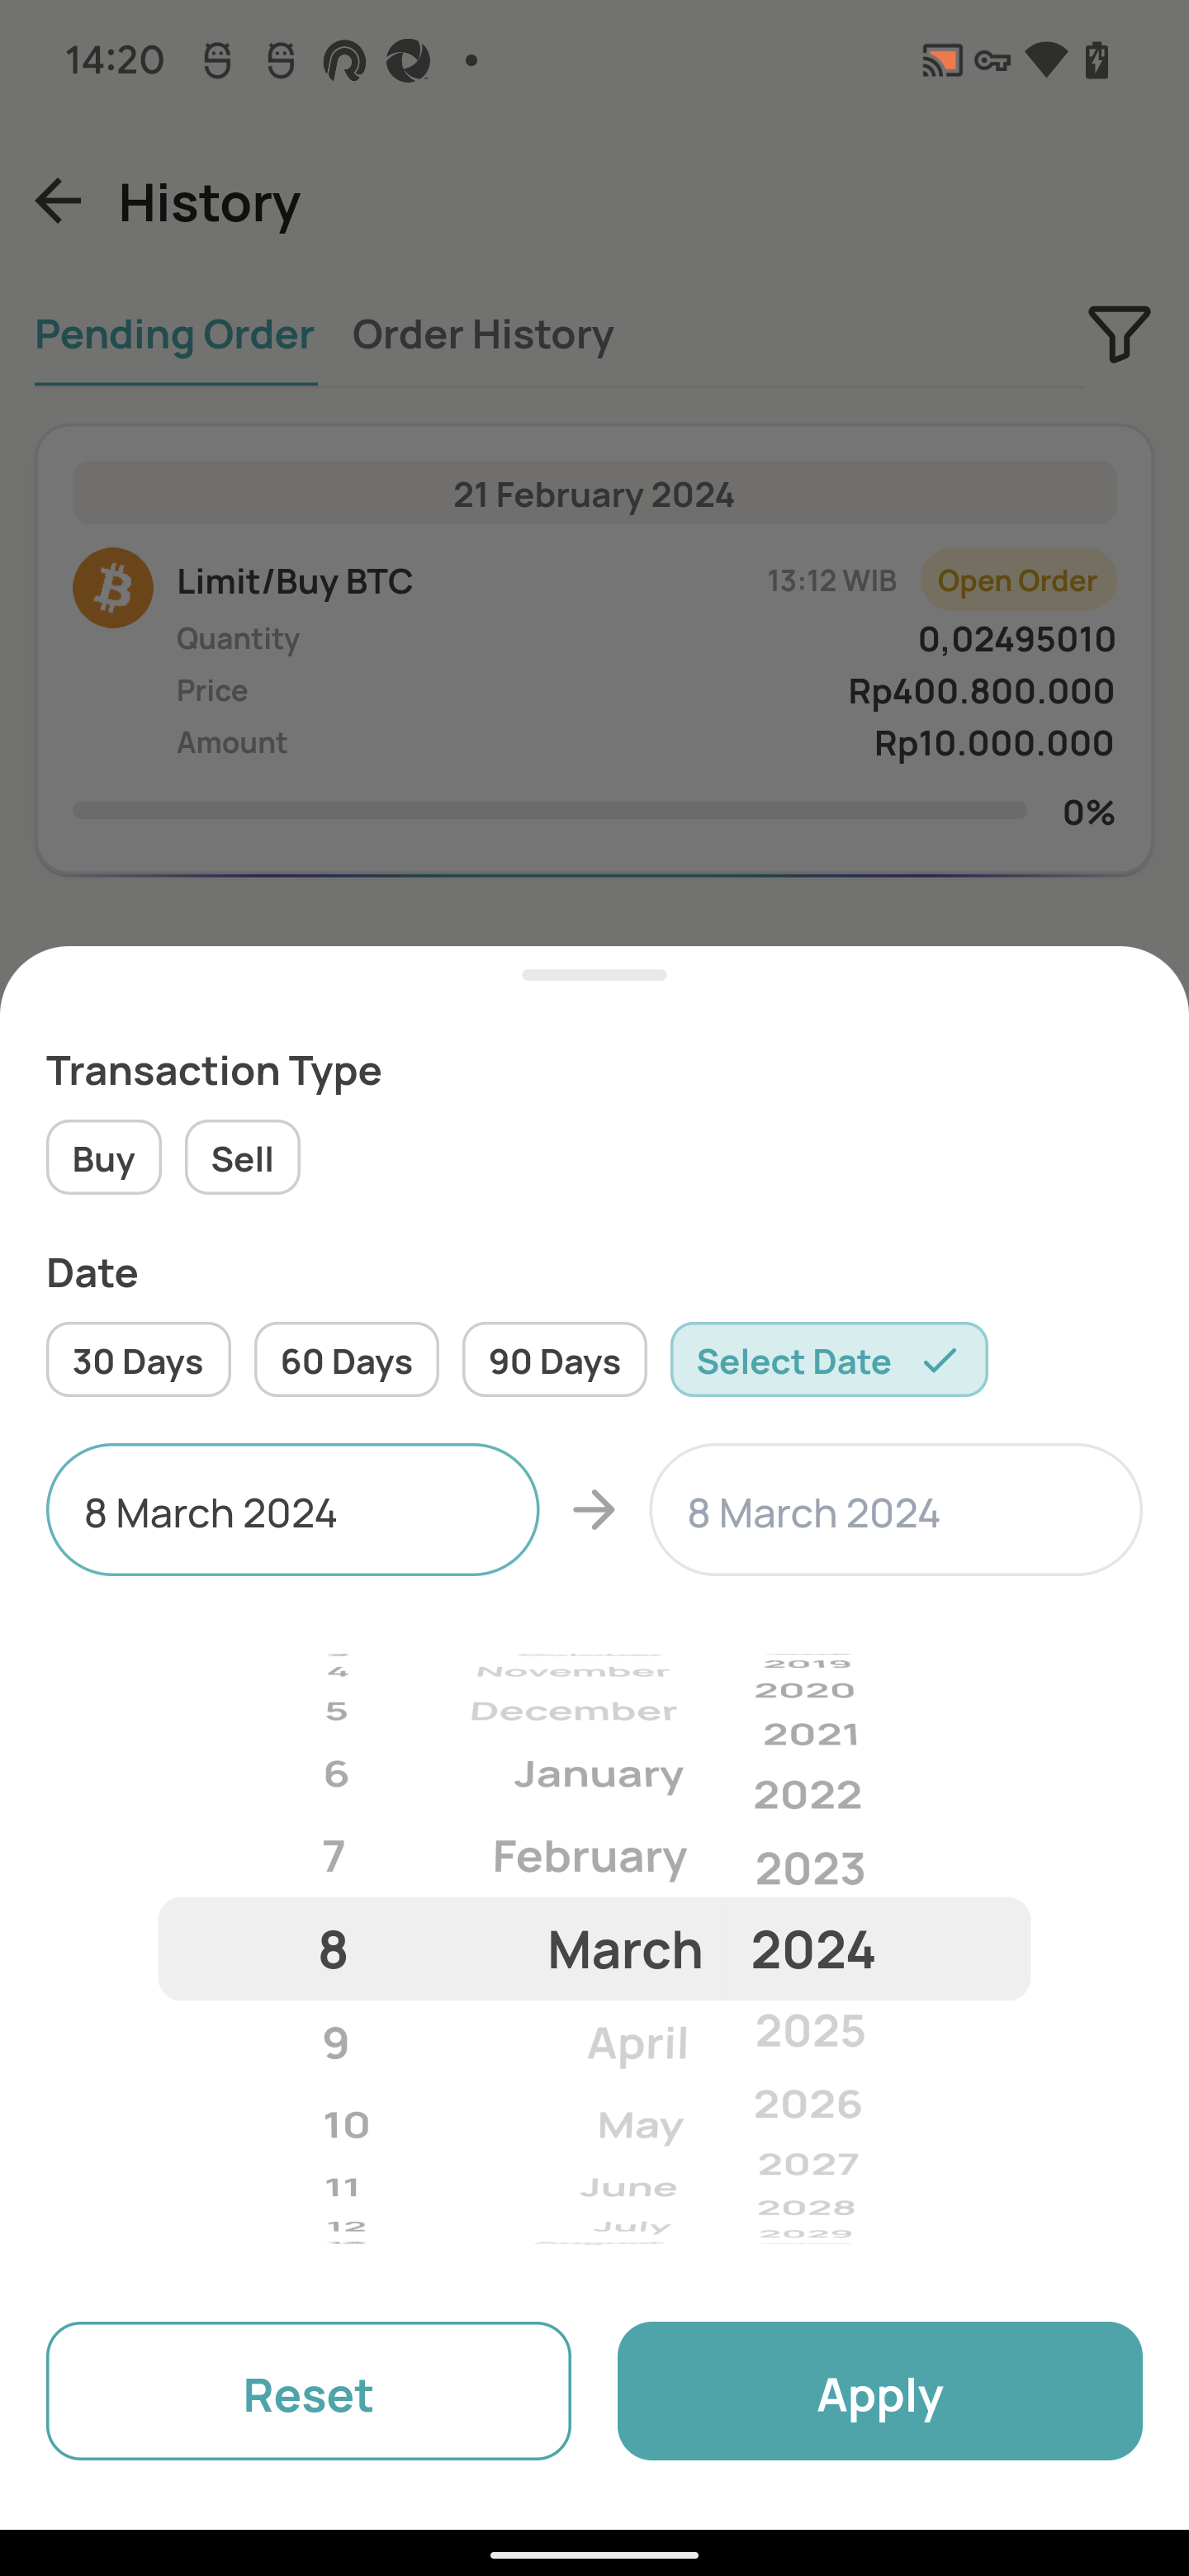 14:20
History
Pending Order Order History
21 February 2024
Limit/Buy BTC 13:12 WIB Open Order
Quantity 0,02495010
Price Rp400.800.000
Amount Rp10.000.000
0%
Transaction Type
Buy Sell
Date
30 Days 60 Days 90 Days Select Date
8 March 2024 8 March 2024
4 November 2019
2020
5 December 2021
6 January 2022
7 February 2023
8 March 2024
9 April 2025
10 May 2026
2027
11 June 2028
12 July 2029
Reset Apply